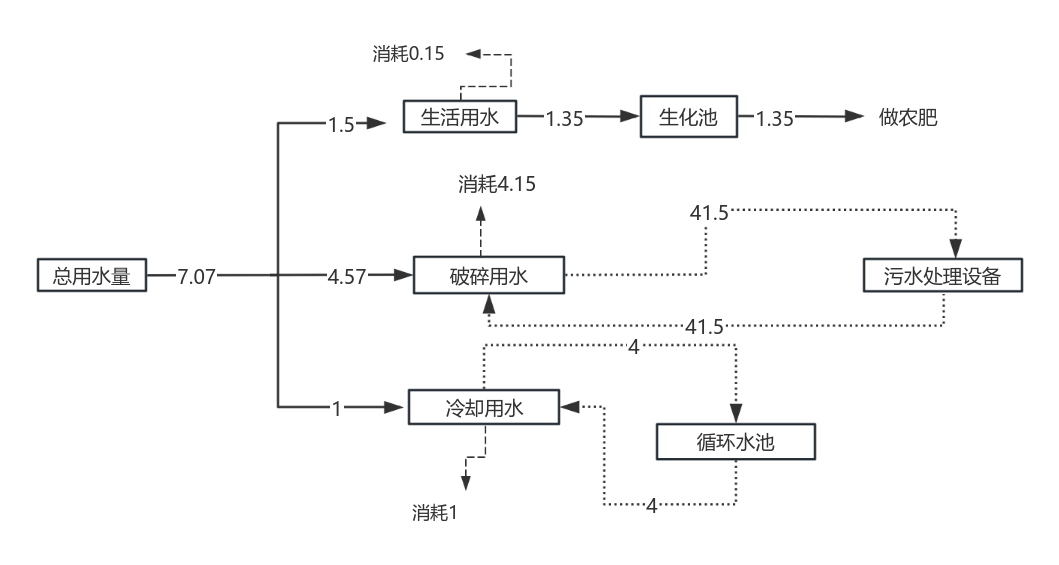 消耗0.15
1.5
生活用水
1.35
生化池
1.35
做农肥
消耗4.15
41.5
总用水量
7.07
4.57
破碎用水
污水处理设备
41.5
4
1
冷却用水
循环水池
4
消耗1